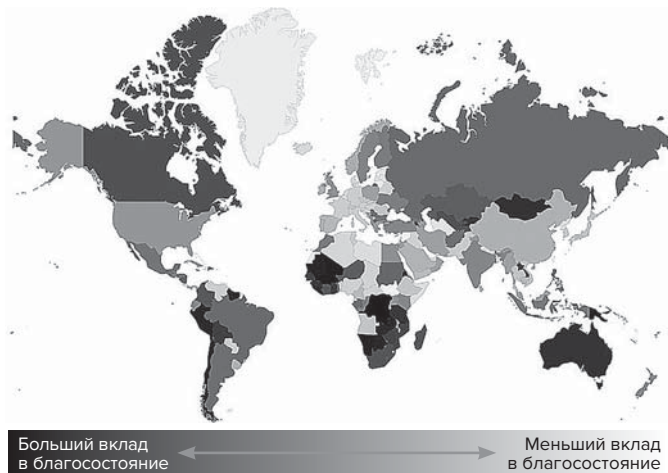 Больший вклад
в благосостояние
Меньший вклад
в благосостояние